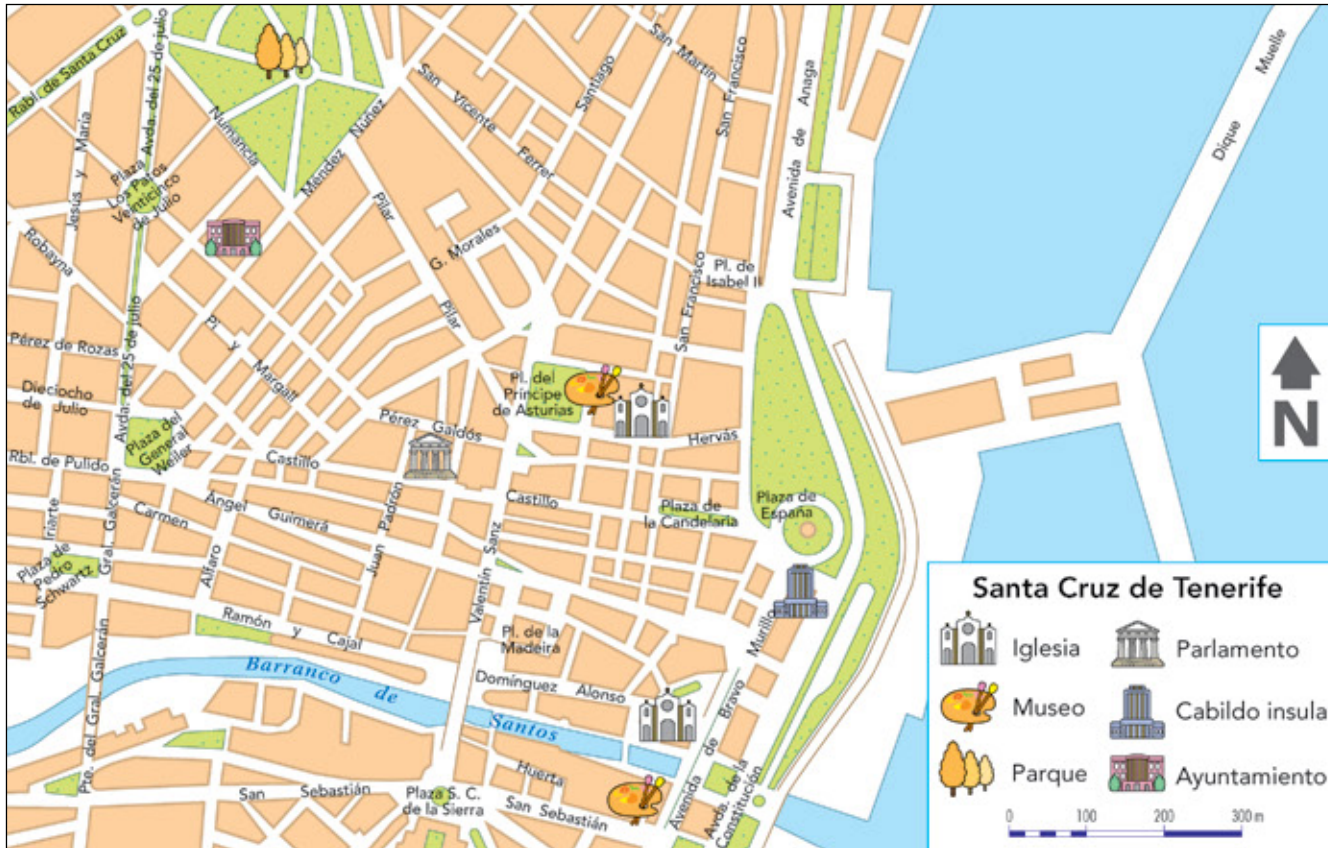 Rabl. de Santa Cruz
Avda. del 25 de julio
Jesús y María
Numancia
Mendez Núñez
San Vicente
Ferrer
Santiago
San Martín
San Francisco
Avenida de Anaga
Muelle
Dique
Plaza
Los Patos
Veinticinco
de Julio
Robayna
Pilar
G. Morales
Pl. de
Isabel II
San Francisco
Pilar
Avda. del 25 de julio
Pi y Margall
Pérez de Rozas
Dieciocho
de Julio
Pl. del
Príncipe
de Asturias
Pérez Galdós
Hervás
N
Plaza del
General
Weiler
Rbl. de Pulido
Castillo
Castillo
Plaza de
la Candelaria
Plaza de
España
Iriarte
Gral. Galcerán
Carmen
Ángel Guimerá
Juan Padrón
Alfaro
Valentín Sanz
Plaza de
Pedro
Schwartz
Ramón y Cajal
Pl. de la
Madeira
Murillo
Barranco de
Santos
Domínguez Alonso
Pte. del Gral. Galcerán
Avenida de Bravo
Huerta
San Sebastián
Plaza S. C.
de la Sierra
San Sebastián
Avda. de la
Constitución
Santa Cruz de Tenerife
Iglesia
Parlamento
Museo
Cabildo insula
Parque
Ayuntamiento
0 100 200 300 m